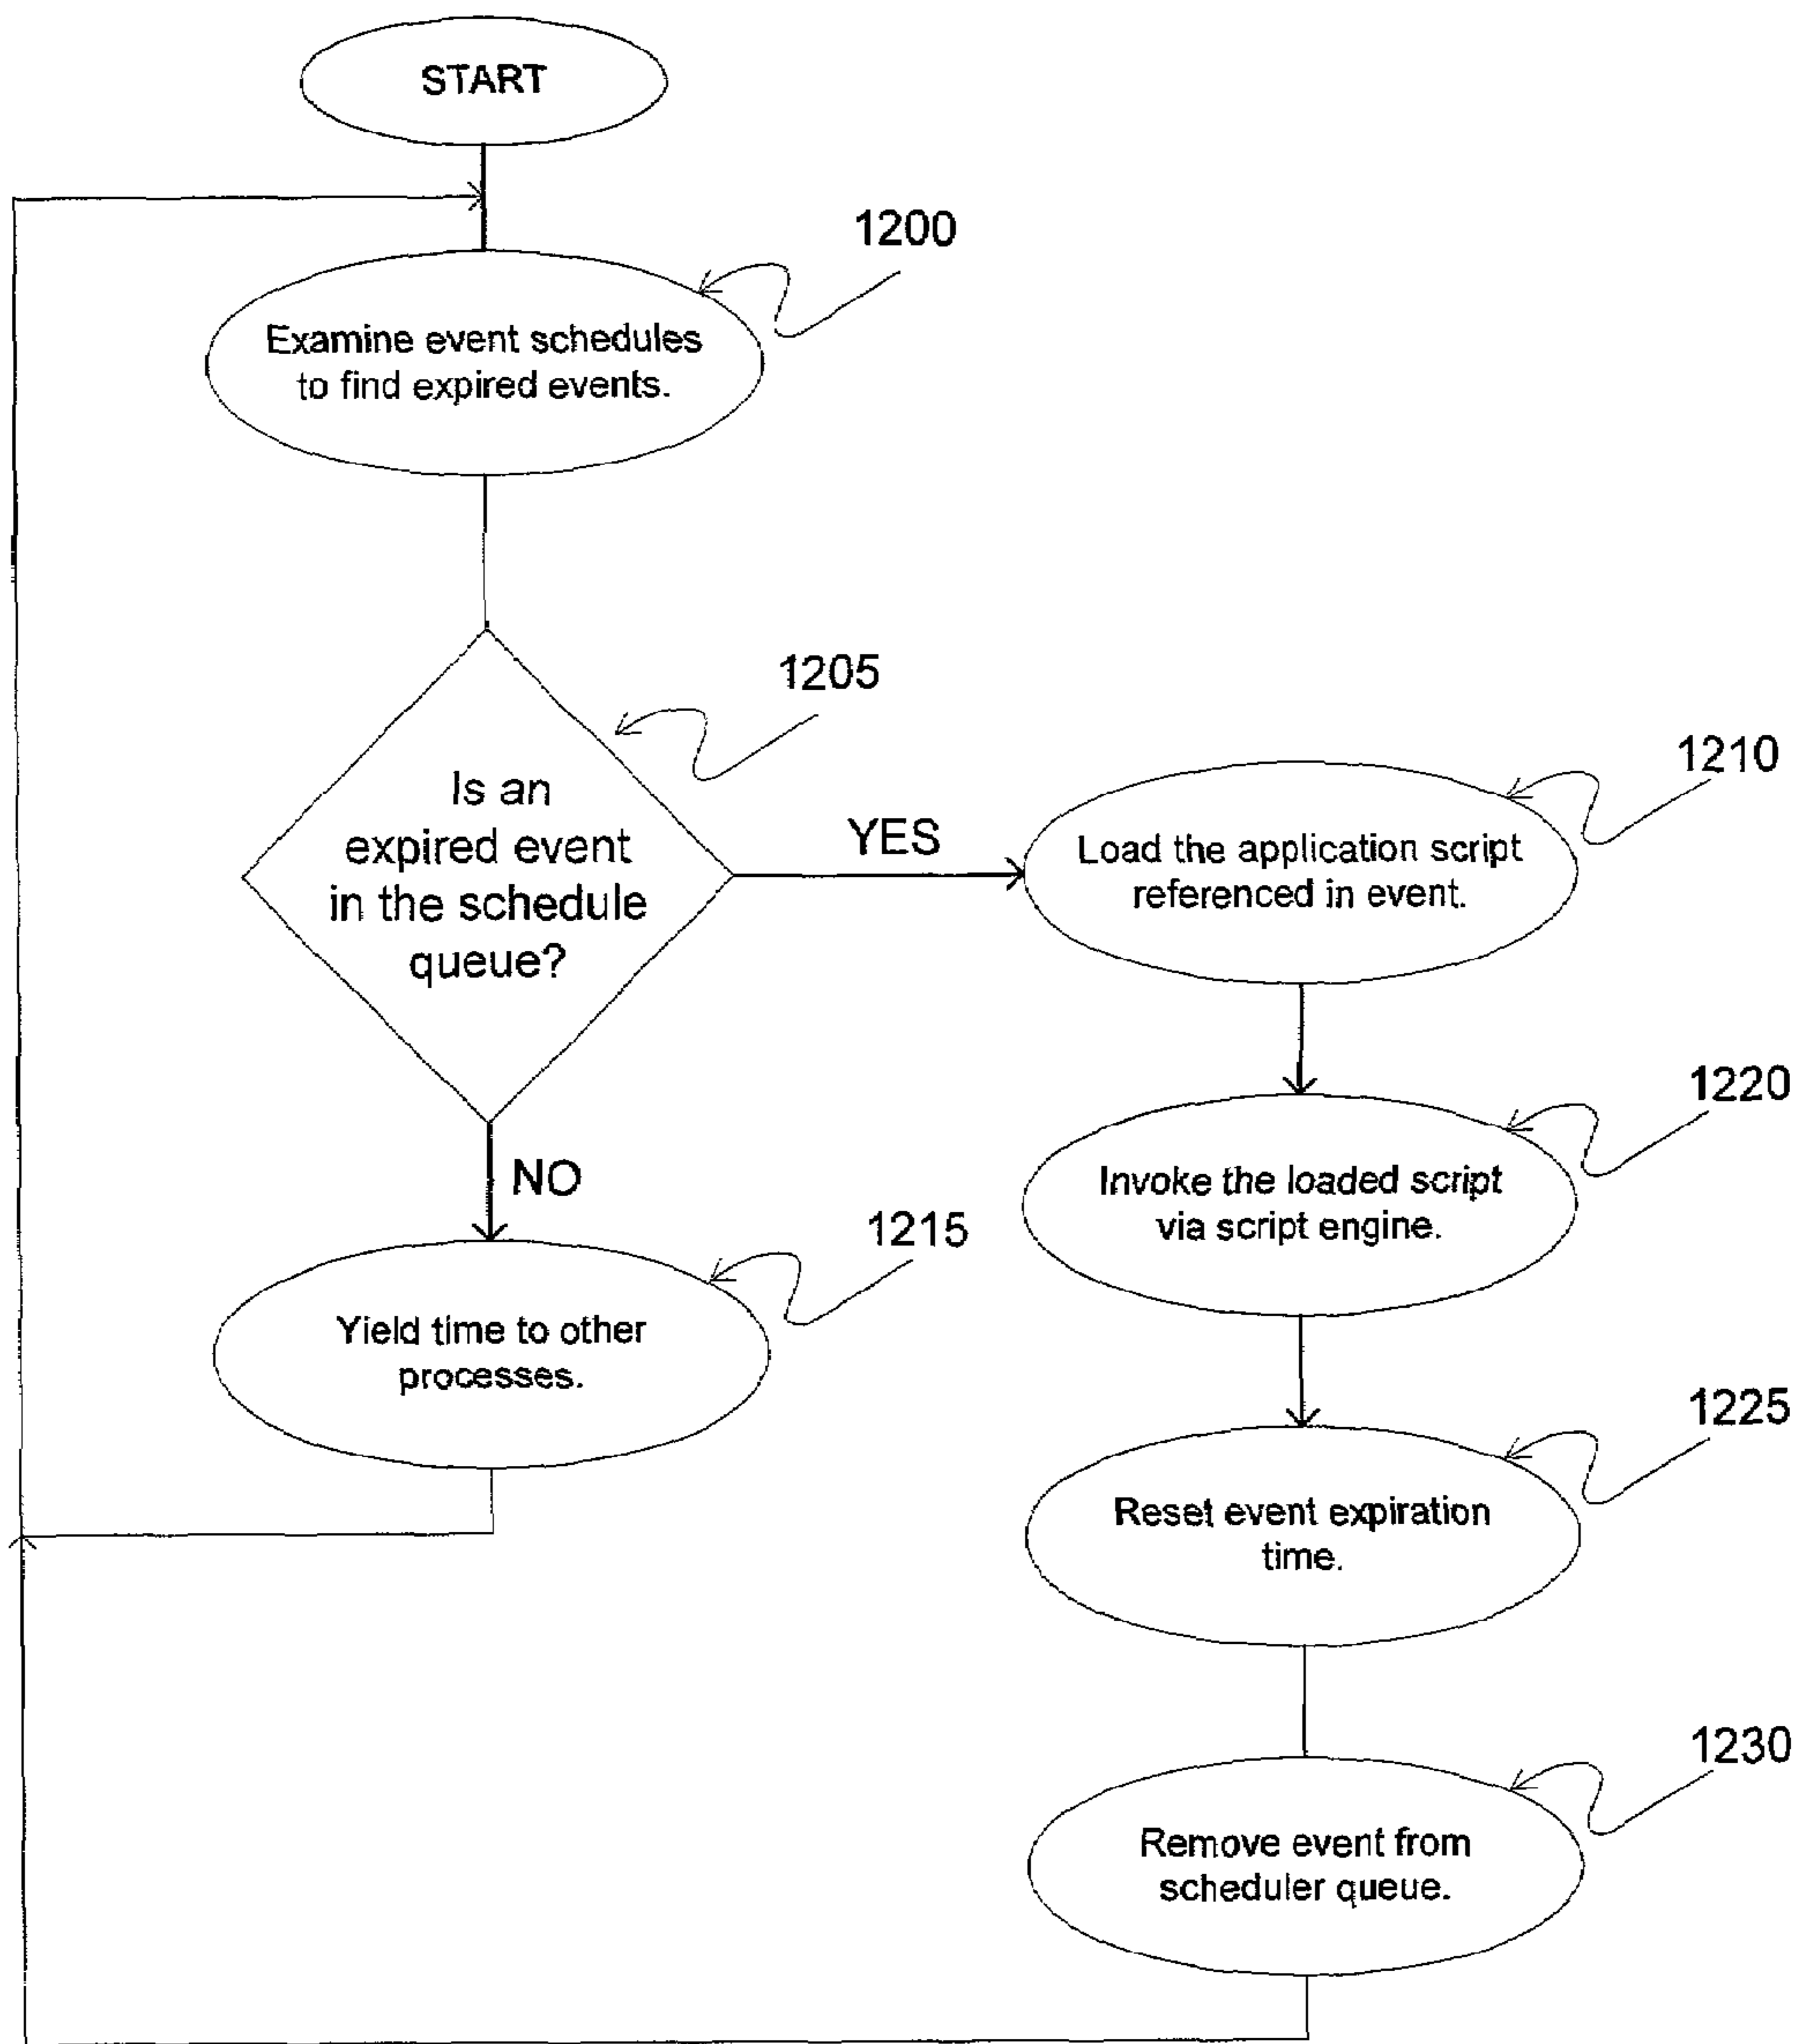 START
1200
Examine event schedules
to find expired events.
1205
Is an
expired event
in the schedule
queue?
YES
1210
Load the application script
referenced in event.
NO
1220
Invoke the loaded script
via script engine.
1215
Yield time to other
processes.
1225
Reset event expiration
time.
1230
Remove event from
scheduler queue.